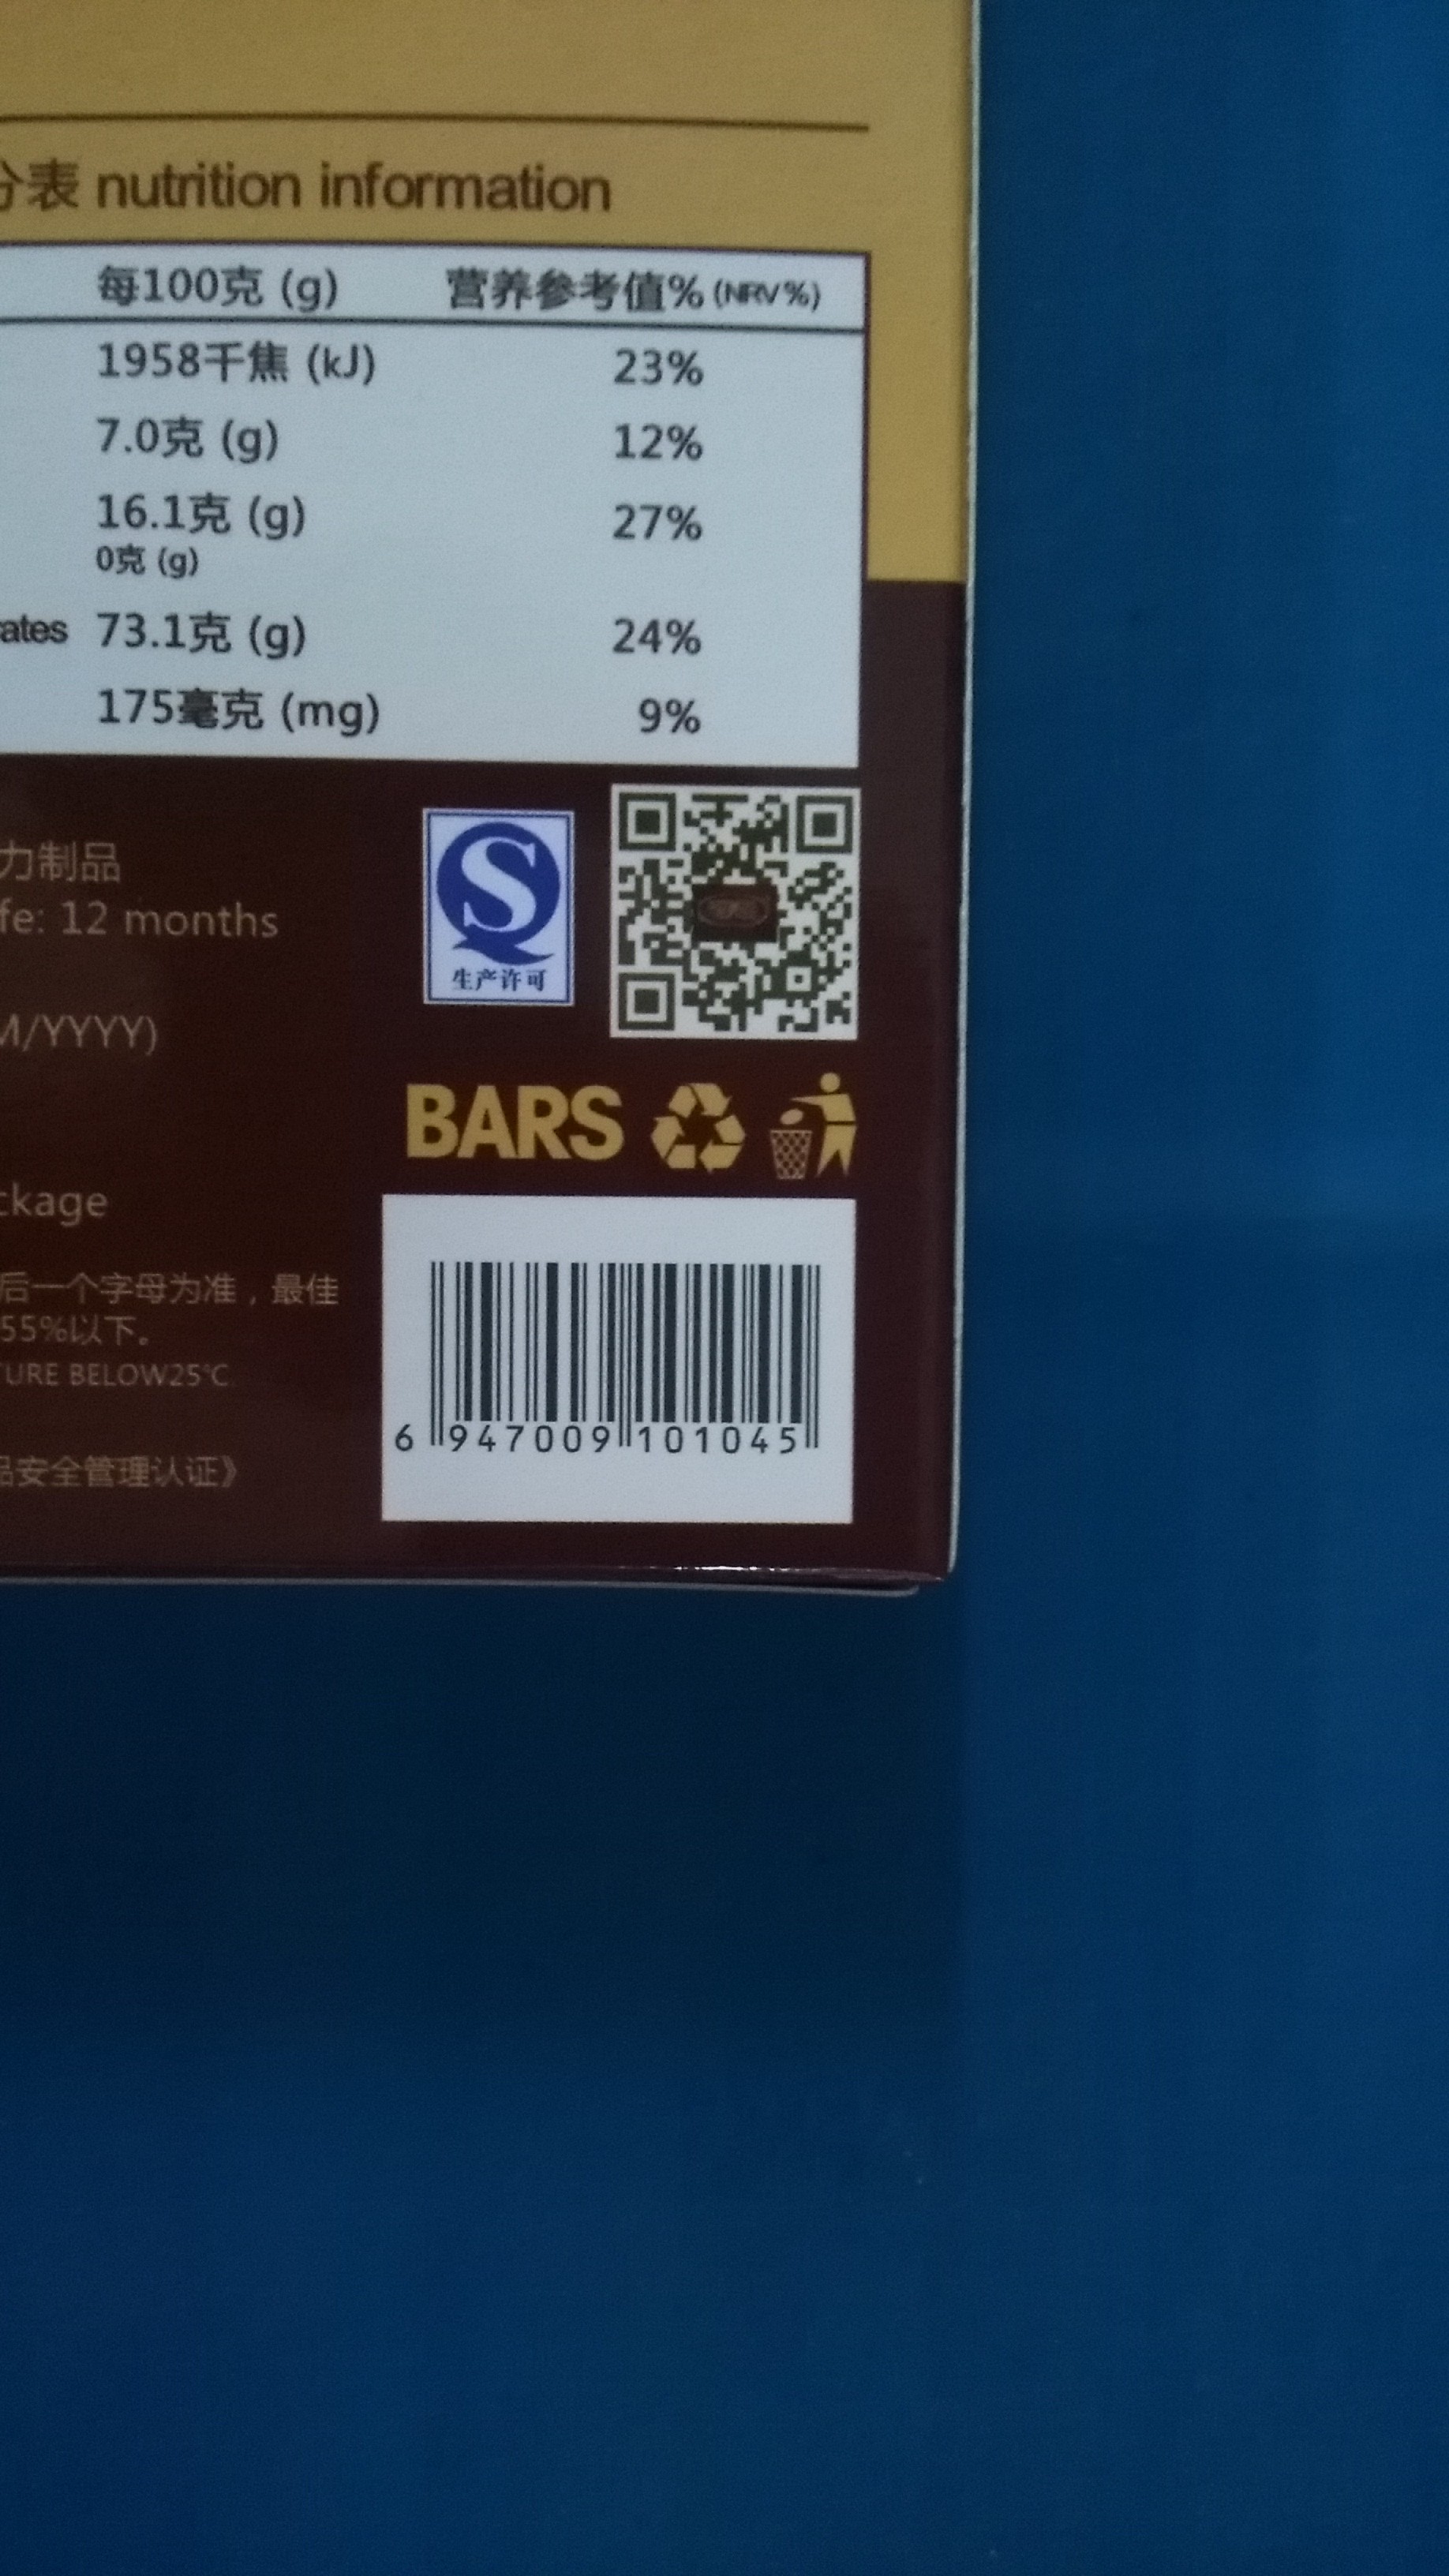 分表 nutrition information
每100克 (g) 营养参考值% (NRV%)
1958千焦 (kJ) 23%
7.0克 (g) 12%
16.1克 (g) 27%
0克 (g)
rates 73.1克 (g) 24%
175毫克 (mg) 9%
力制品
fe: 12 months
S
生产许可
M/YYYY)
BARS
ckage
后一个字母为准，最佳
55%以下。
TURE BELOW25℃
品安全管理认证》
6 947009 101045